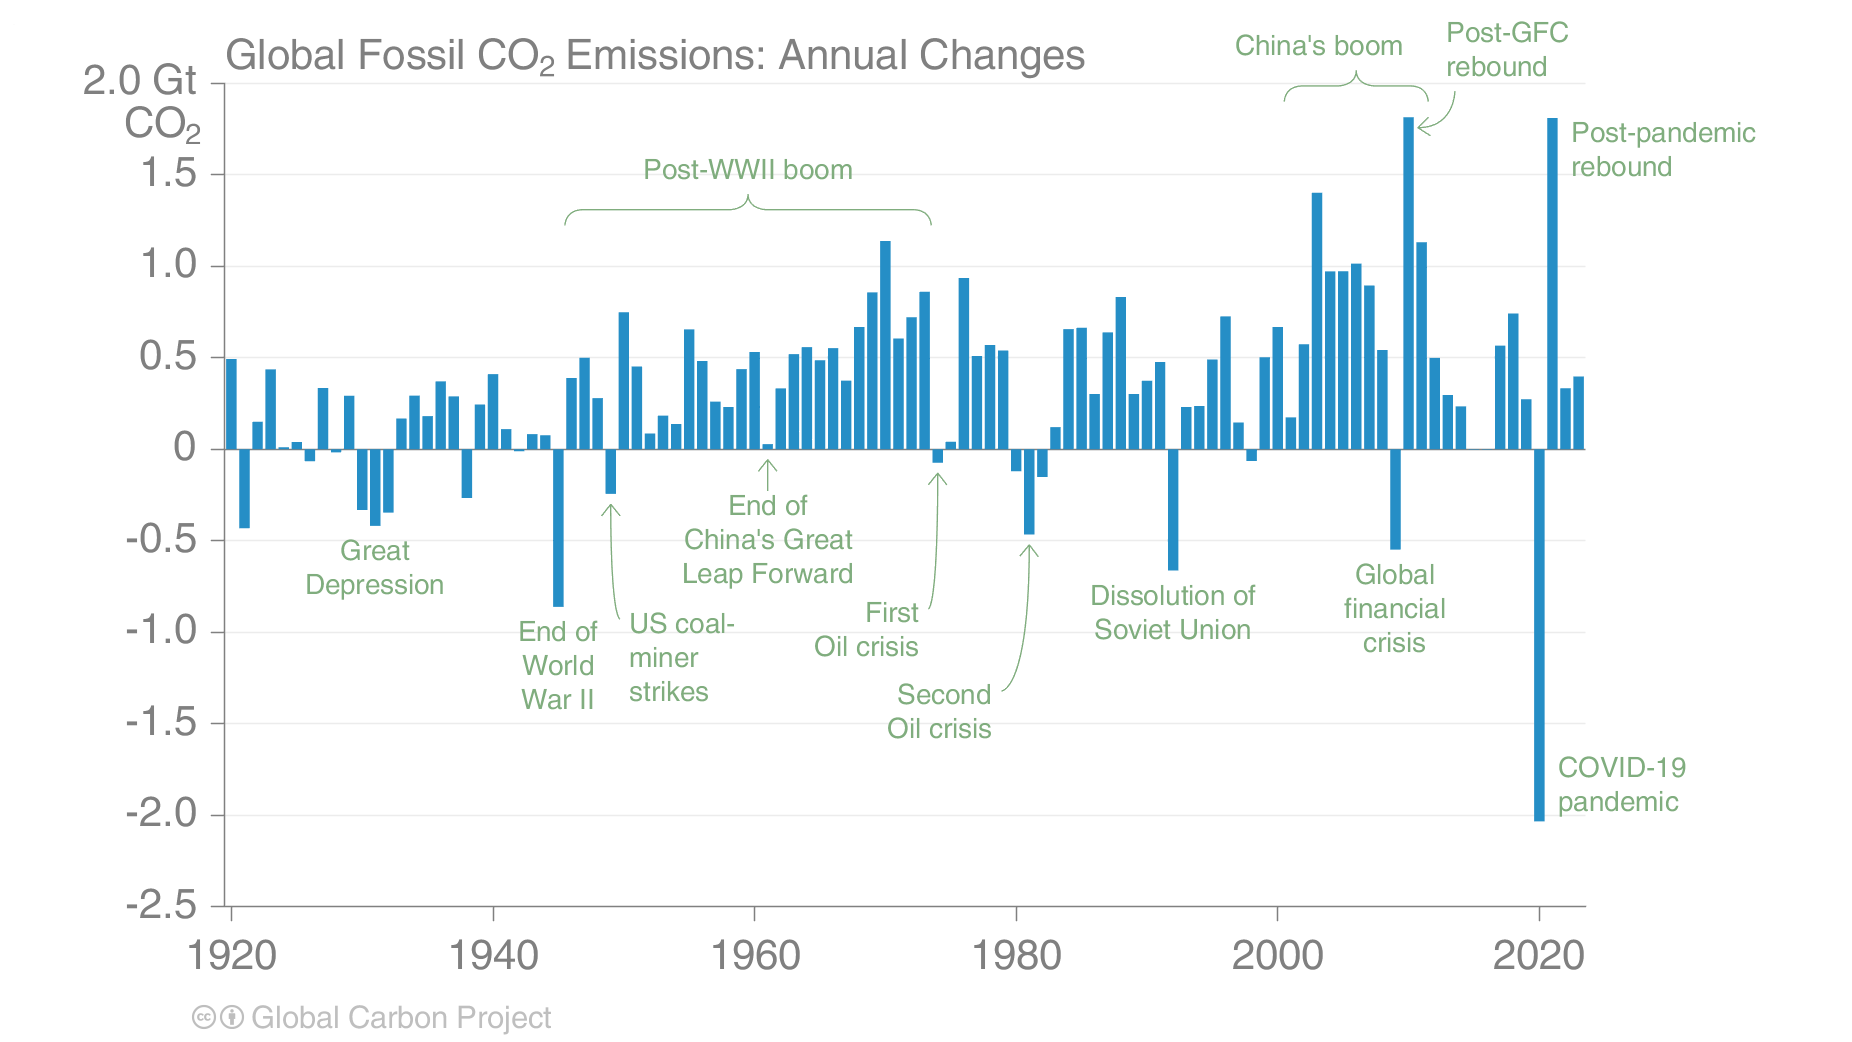 Global Fossil CO₂ Emissions: Annual Changes
2.0 Gt
CO₂
1.5
1.0
0.5
0
-0.5
-1.0
-1.5
-2.0
-2.5
1920
1940
1960
1980
2000
2020
Post-WWII boom
China's boom
Post-GFC
rebound
Post-pandemic
rebound
Great
Depression
End of
World
War II
US coal-
miner
strikes
End of
China's Great
Leap Forward
First
Oil crisis
Second
Oil crisis
Dissolution of
Soviet Union
Global
financial
crisis
COVID-19
pandemic
cc Global Carbon Project